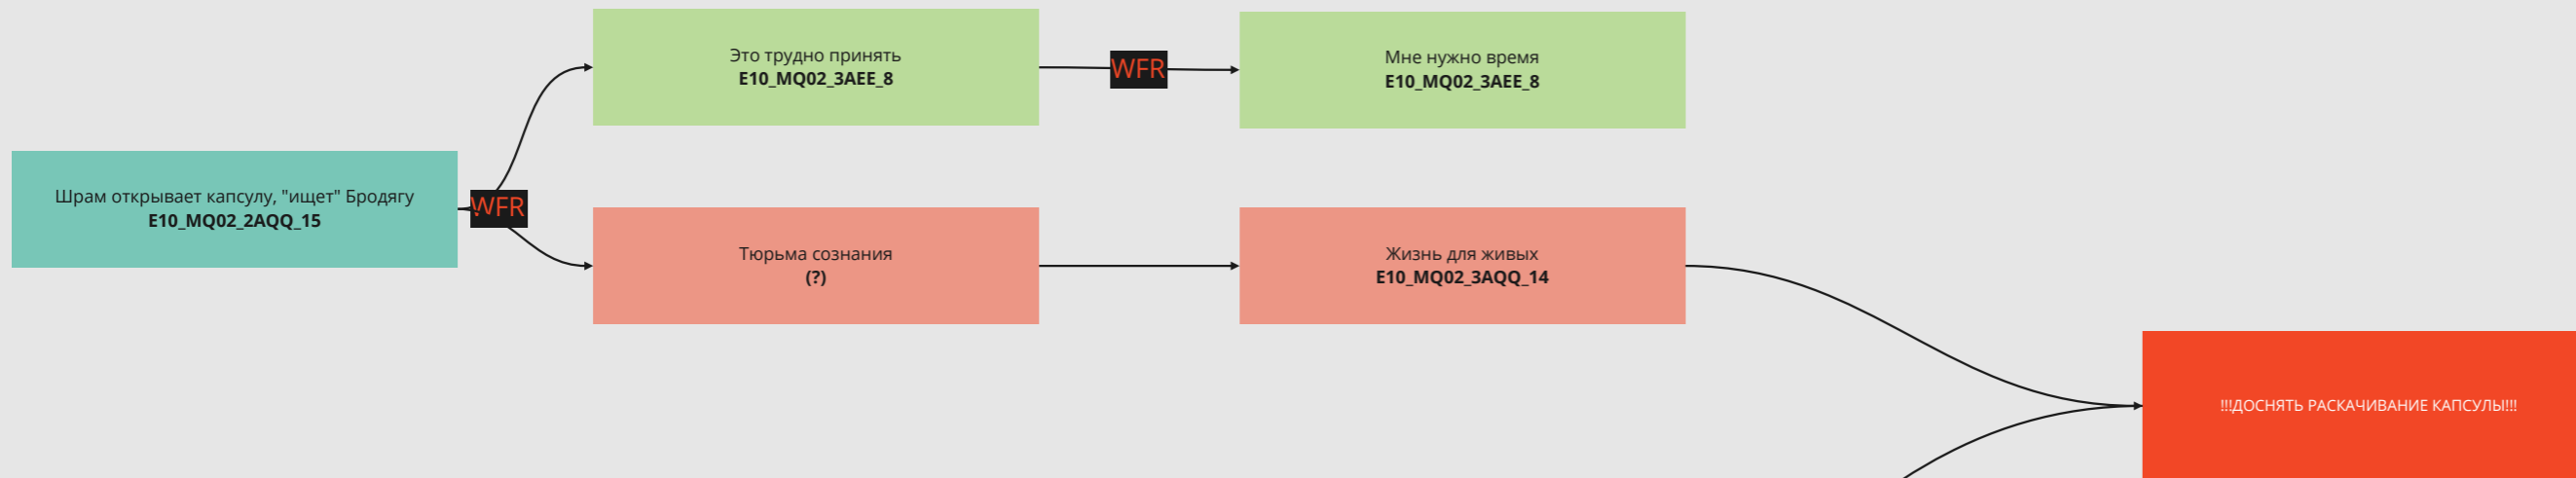 Это трудно принять
E10_MQ02_3AEE_8
WFR
Мне нужно время
E10_MQ02_3AEE_8
Шрам открывает капсулу, "ищет" Бродягу
E10_MQ02_2AQQ_15
WFR
Тюрьма сознания
(?)
Жизнь для живых
E10_MQ02_3AQQ_14
!!!ДОСНЯТЬ РАСКАЧИВАНИЕ КАПСУЛЫ!!!